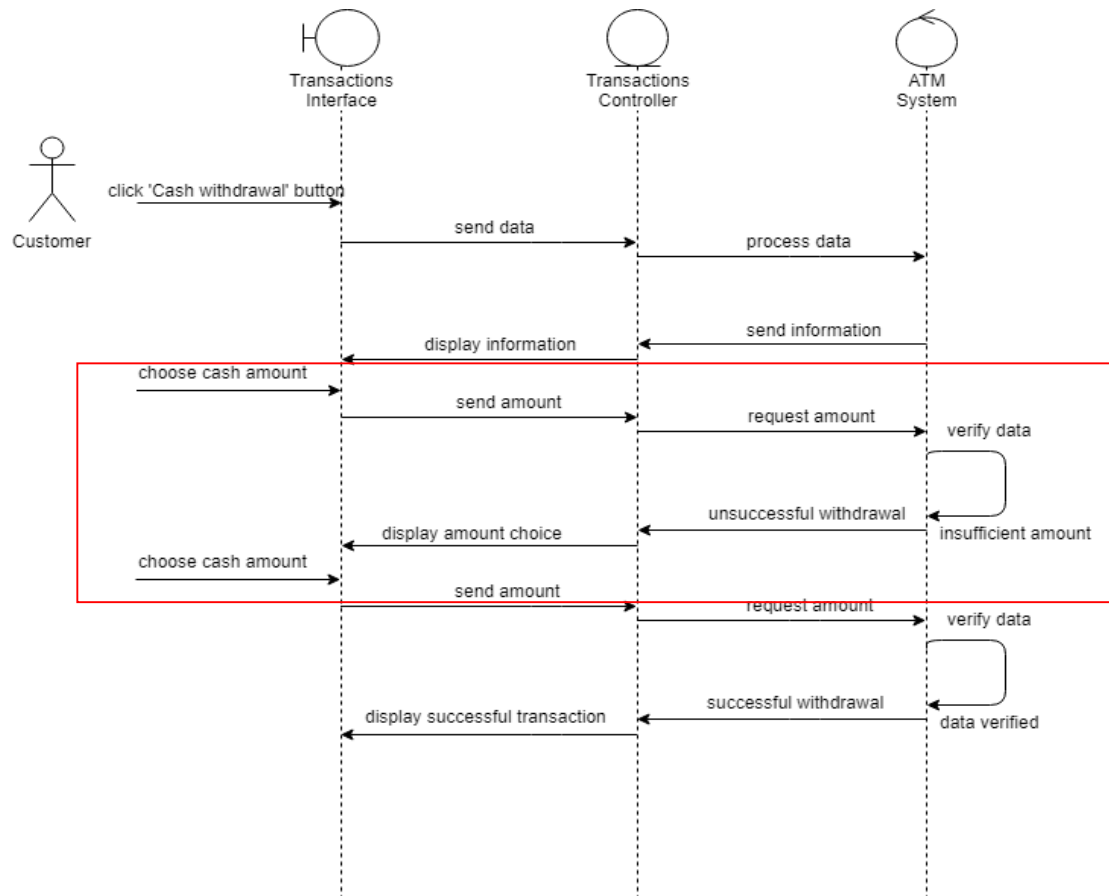 Transactions
Interface
Transactions
Controller
ATM
System
Customer
click 'Cash withdrawal' button
send data
process data
send information
display information
choose cash amount
send amount
request amount
verify data
unsuccessful withdrawal
insufficient amount
display amount choice
choose cash amount
send amount
request amount
verify data
successful withdrawal
display successful transaction
data verified